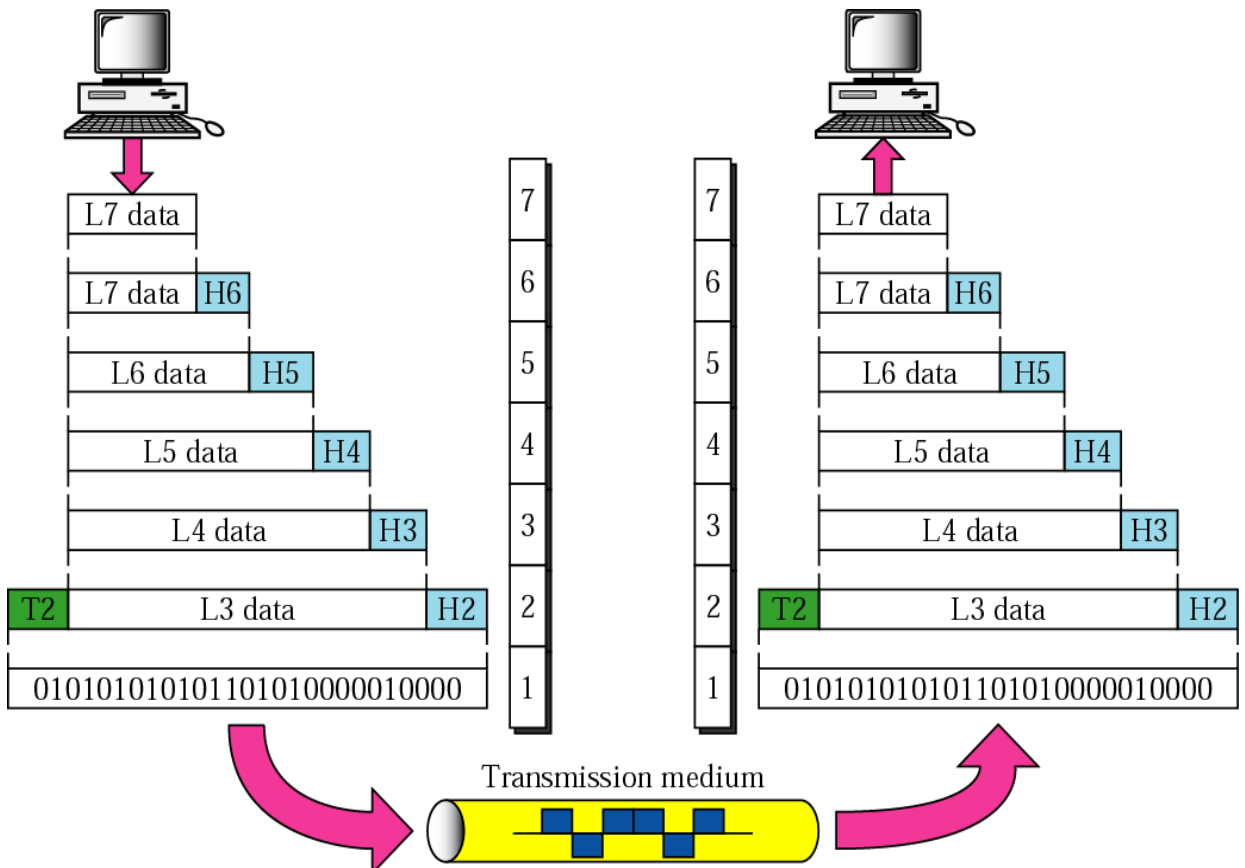 L7 data
7
7
L7 data
L7 data H6
6
6
L7 data H6
L6 data H5
5
5
L6 data H5
L5 data H4
4
4
L5 data H4
L4 data H3
3
3
L4 data H3
T2 L3 data H2
2
2
T2 L3 data H2
010101010101101010000010000
1
1
010101010101101010000010000
Transmission medium